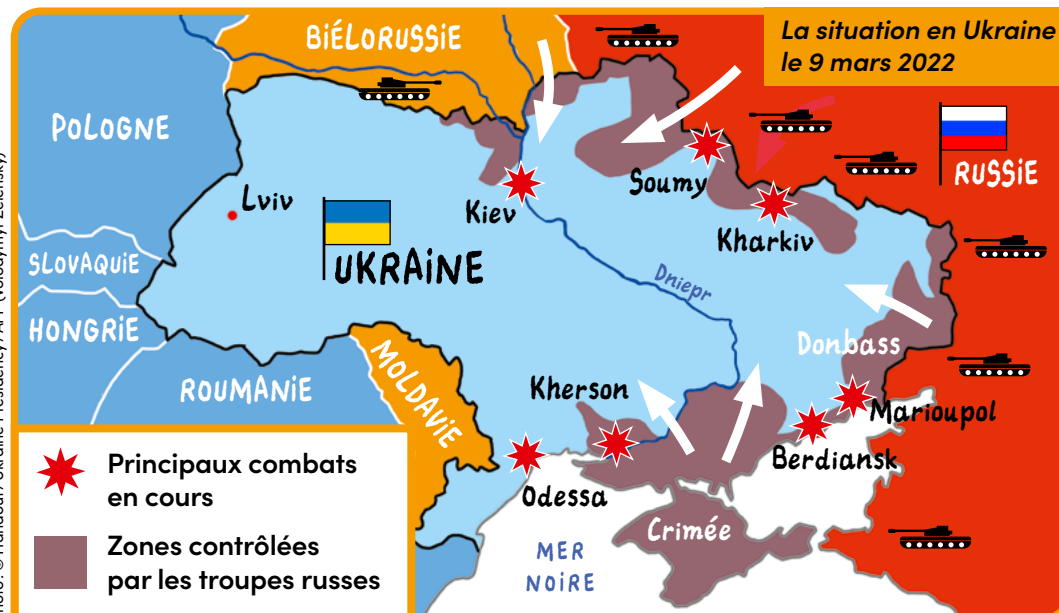 La situation en Ukraine
le 9 mars 2022
BIÉLORUSSIE
POLOGNE
RUSSIE
Lviv
Kiev
Soumy
Kharkiv
UKRAINE
SLOVAQUIE
Dniepr
HONGRIE
Donbass
ROUMANIE
MOLDAVIE
Kherson
Marioupol
Berdiansk
Odessa
Crimée
MER
NOIRE
Principaux combats
en cours
Zones contrôlées
par les troupes russes